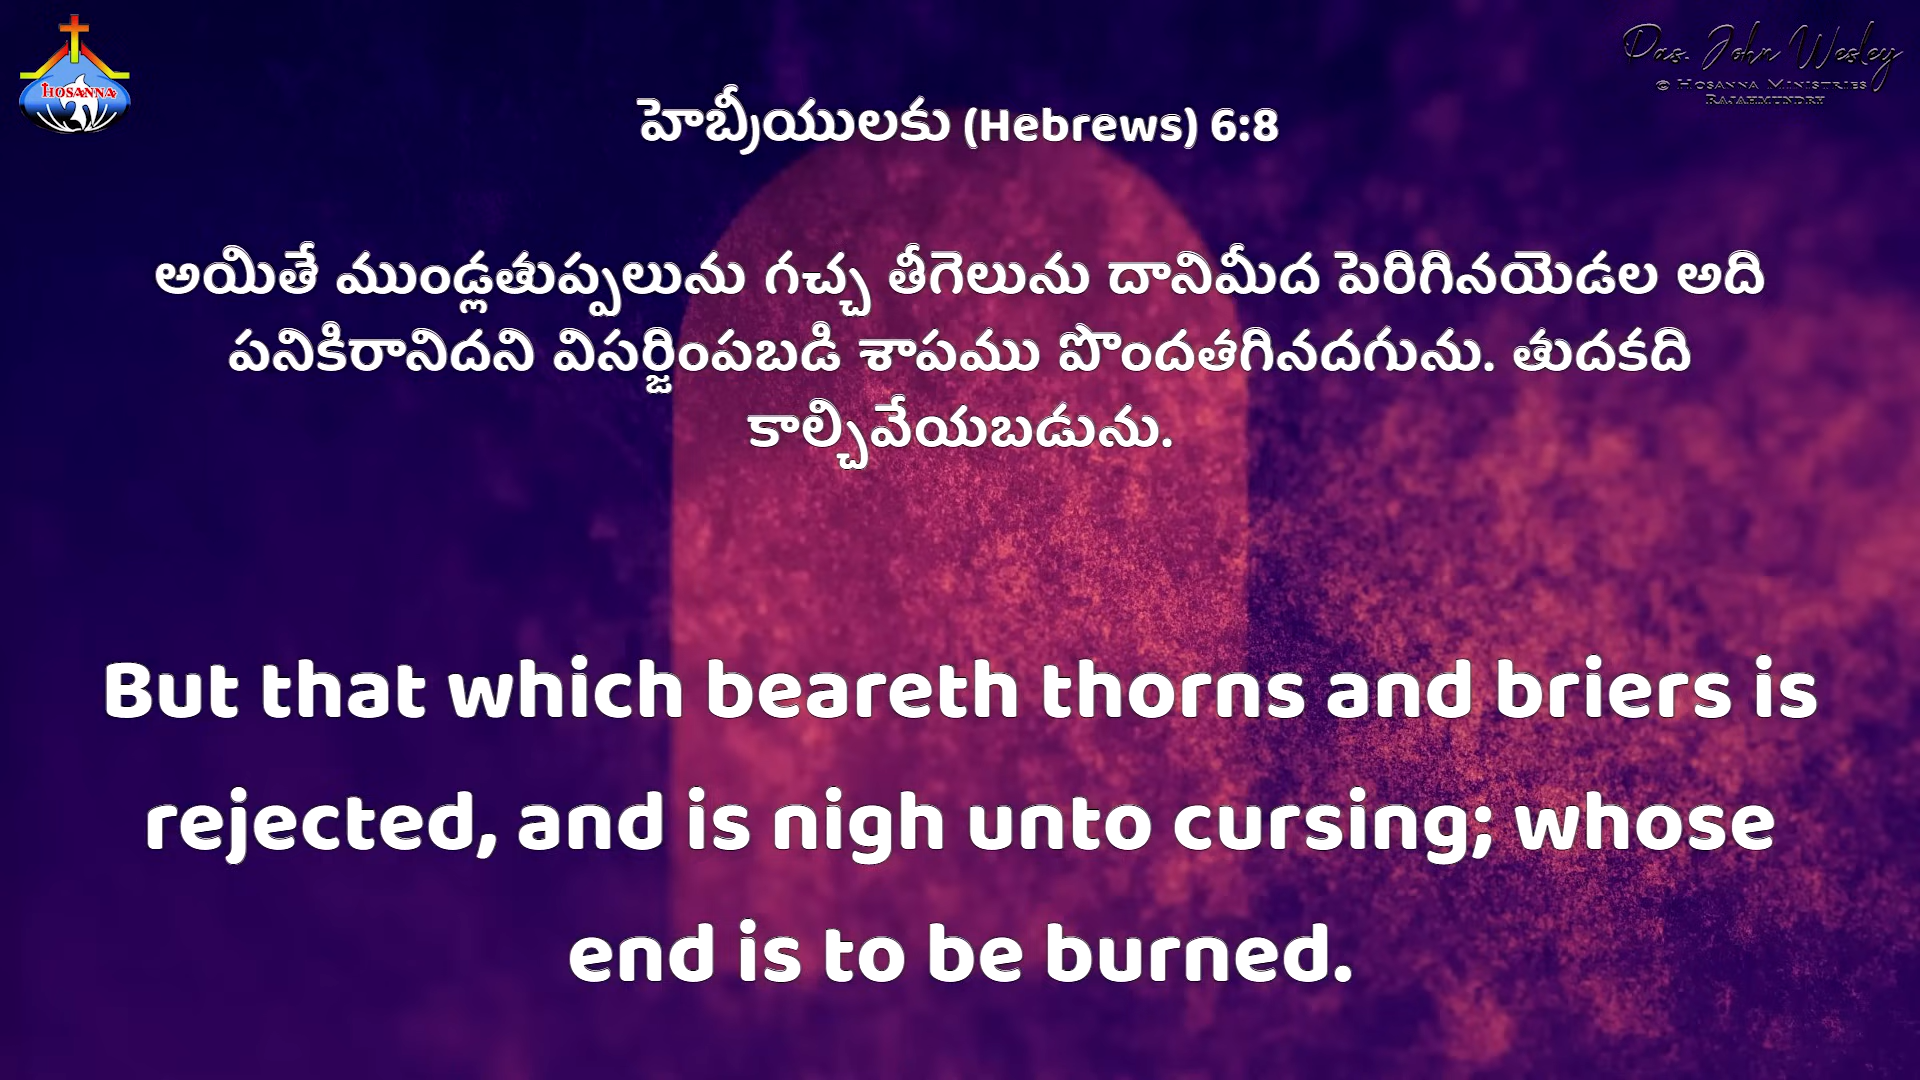 HOSANNA
Pas. John Wesley
© Hosanna Ministries
Rajahmundry
హెబ్రీయులకు (Hebrews) 6:8
అయితే ముండ్లతుప్పలును గచ్చ తీగెలును దానిమీద పెరిగినయెడల అది
పనికిరానిదని విసర్జింపబడి శాపము పొందతగినదగును. తుదకది
కాల్చివేయబడును.
But that which beareth thorns and briers is
rejected, and is nigh unto cursing; whose
end is to be burned.